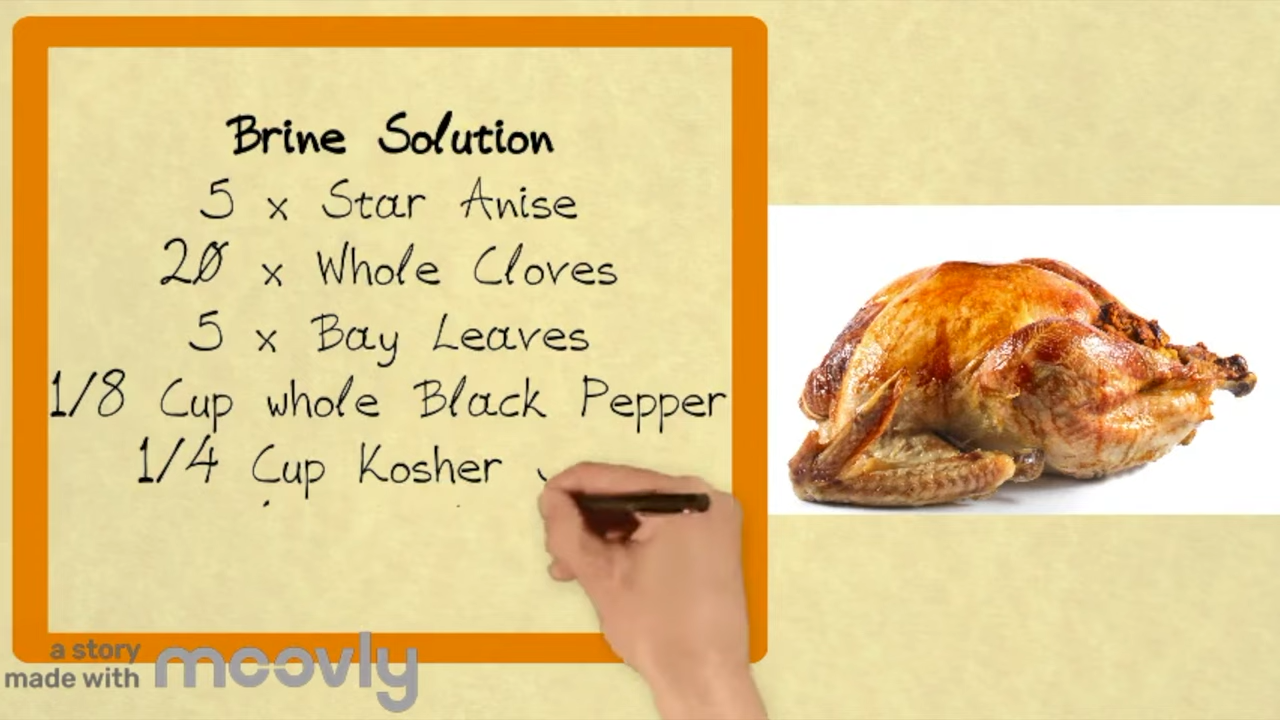 Brine Solution
5 x Star Anise
20 x Whole Cloves
5 x Bay Leaves
1/8 Cup whole Black Pepper
1/4 Cup Kosher
a story
made with moovly